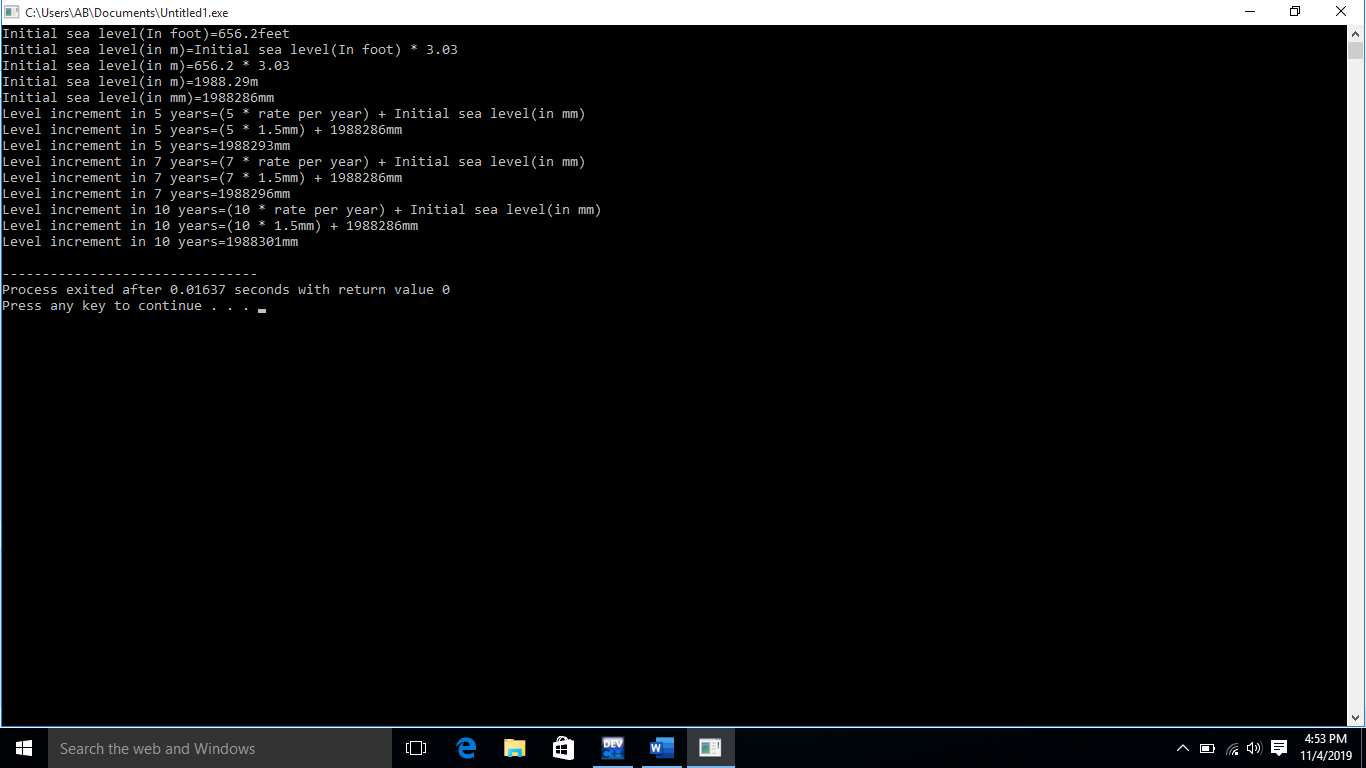 C:\Users\AB\Documents\Untitled1.exe
Initial sea level(In foot)=656.2feet
Initial sea level(in m)=Initial sea level(In foot) * 3.03
Initial sea level(in m)=656.2 * 3.03
Initial sea level(in m)=1988.29m
Initial sea level(in mm)=1988286mm
Level increment in 5 years=(5 * rate per year) + Initial sea level(in mm)
Level increment in 5 years=(5 * 1.5mm) + 1988286mm
Level increment in 5 years=1988293mm
Level increment in 7 years=(7 * rate per year) + Initial sea level(in mm)
Level increment in 7 years=(7 * 1.5mm) + 1988286mm
Level increment in 7 years=1988296mm
Level increment in 10 years=(10 * rate per year) + Initial sea level(in mm)
Level increment in 10 years=(10 * 1.5mm) + 1988286mm
Level increment in 10 years=1988301mm
--------------------------------
Process exited after 0.01637 seconds with return value 0
Press any key to continue . . .
Search the web and Windows
DEV
C++
W
4:53 PM
11/4/2019